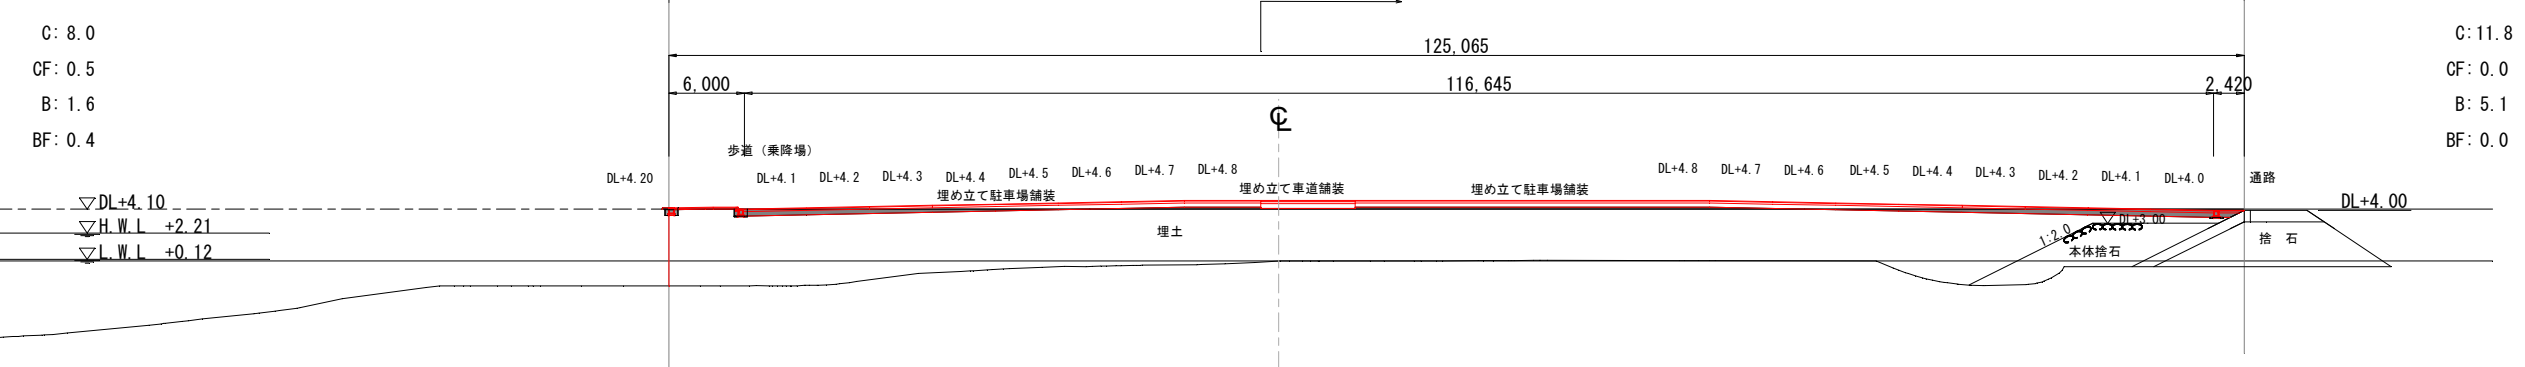 C: 8.0
CF: 0.5
B: 1.6
BF: 0.4
125,065
6,000
116,645
2,420
C:11.8
CF: 0.0
B: 5.1
BF: 0.0
℄
歩道（乗降場）
DL+4.20
DL+4.1
DL+4.2
DL+4.3
DL+4.4
DL+4.5
DL+4.6
DL+4.7
DL+4.8
DL+4.8
DL+4.7
DL+4.6
DL+4.5
DL+4.4
DL+4.3
DL+4.2
DL+4.1
DL+4.0
通路
埋め立て駐車場舗装
埋め立て車道舗装
埋め立て駐車場舗装
DL+4.10
H.W.L +2.21
L.W.L +0.12
DL+4.00
DL+3.00
埋土
1:2.0
本体捨石
捨 石